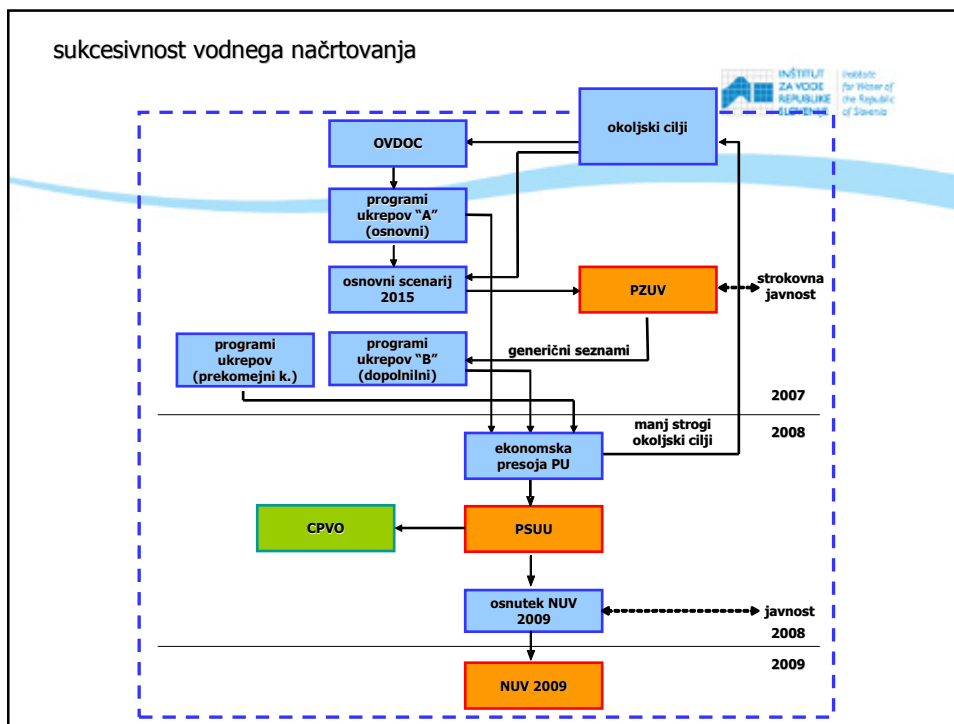 sukcesivnost vodnega načrtovanja
INŠTITUT
ZA VODE
REPUBLIKE
SLOVENIJE
Institute
for Water of
the Republic
of Slovenia
okoljski cilji
OVDOC
programi
ukrepov "A"
(osnovni)
osnovni scenarij
2015
PZUV
strokovna
javnost
programi
ukrepov
(prekomejni k.)
programi
ukrepov "B"
(dopolnilni)
generični seznami
2007
2008
manj strogi
okoljski cilji
ekonomska
presoja PU
CPVO
PSUU
osnutek NUV
2009
javnost
2008
2009
NUV 2009